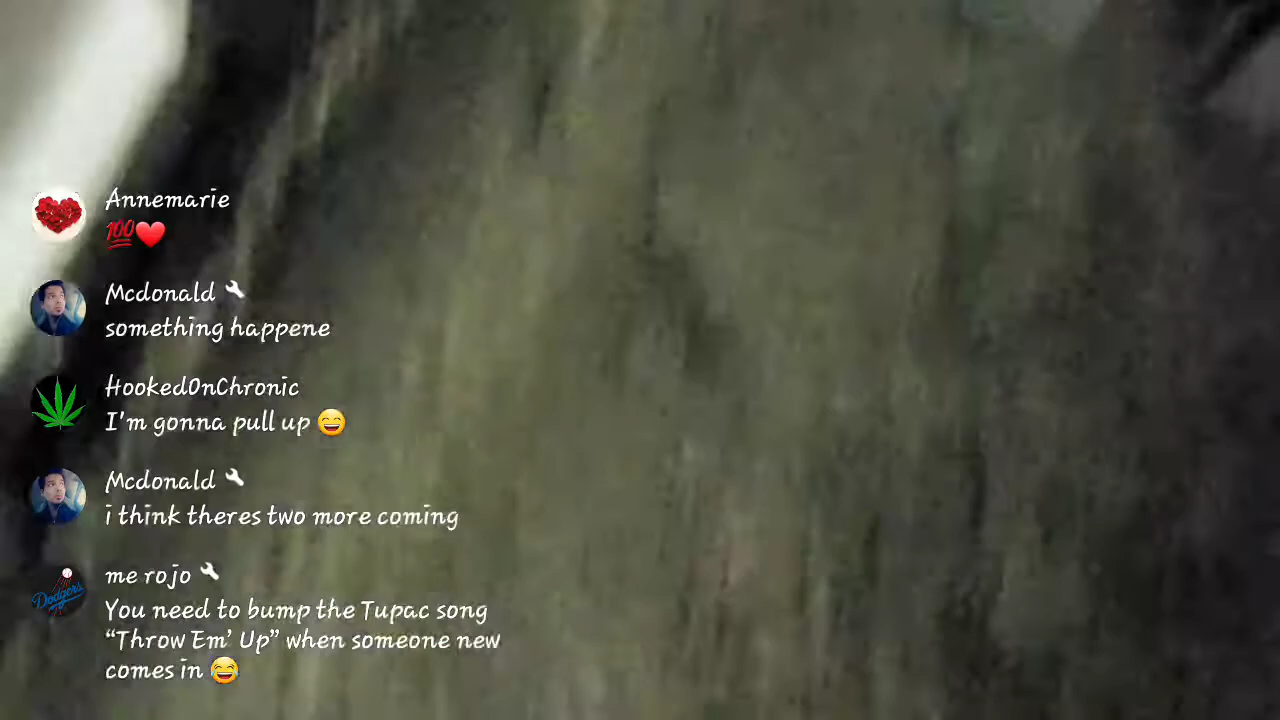 Annemarie
💯❤️
Mcdonald
something happene
HookedOnChronic
I'm gonna pull up 😄
Mcdonald
i think theres two more coming
Dodgers
me rojo
You need to bump the Tupac song
“Throw Em’ Up” when someone new
comes in 😂